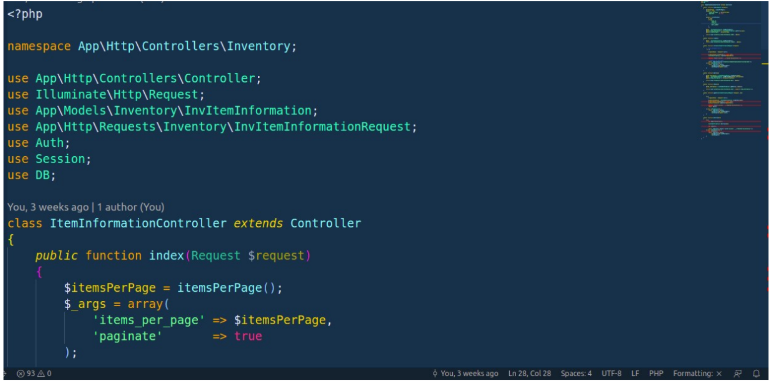 <?php
namespace App\Http\Controllers\Inventory;
use App\Http\Controllers\Controller;
use Illuminate\Http\Request;
use App\Models\Inventory\InvItemInformation;
use App\Http\Requests\Inventory\InvItemInformationRequest;
use Auth;
use Session;
use DB;
You, 3 weeks ago | 1 author (You)
class ItemInformationController extends Controller
{
public function index(Request $request)
{
$itemsPerPage = itemsPerPage();
$_args = array(
'items_per_page' => $itemsPerPage,
'paginate' => true
);
93 0 You, 3 weeks ago Ln 28, Col 28 Spaces: 4 UTF-8 LF PHP Formatting: ×